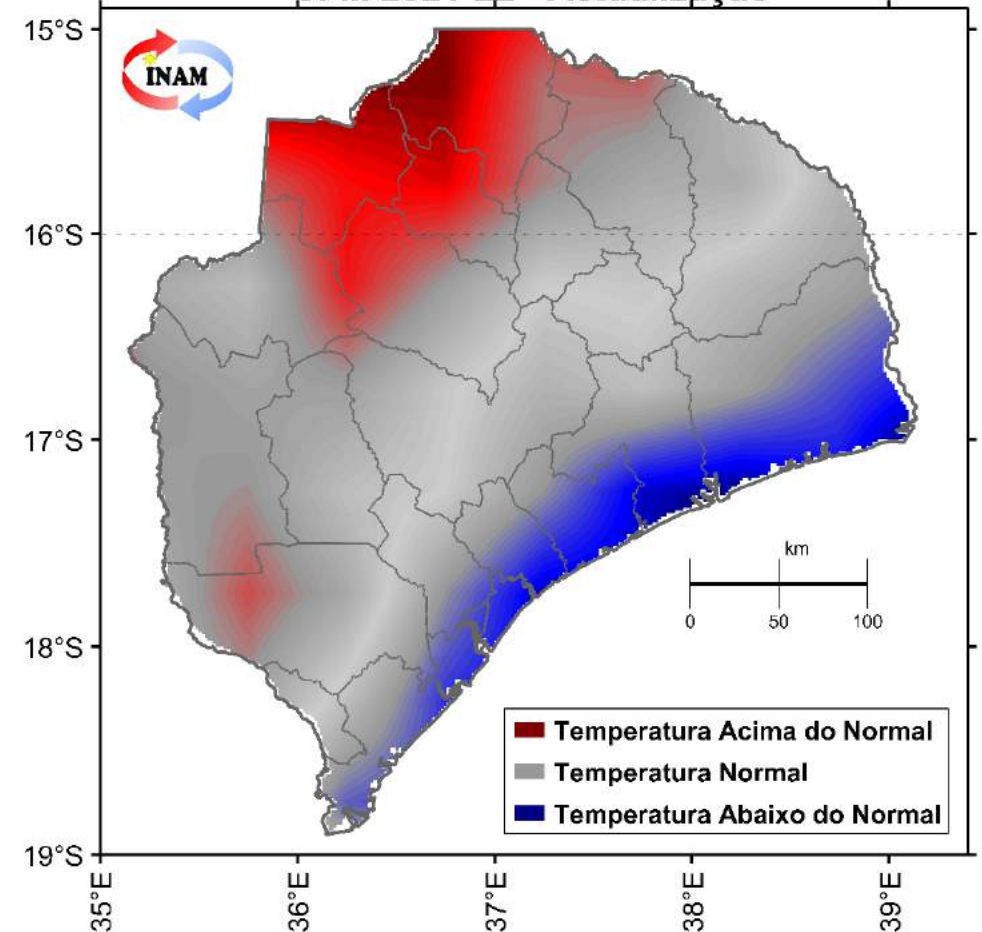 15°S
INAM
16°S
17°S
km
0 50 100
18°S
Temperatura Acima do Normal
Temperatura Normal
Temperatura Abaixo do Normal
19°S
35°E 36°E 37°E 38°E 39°E